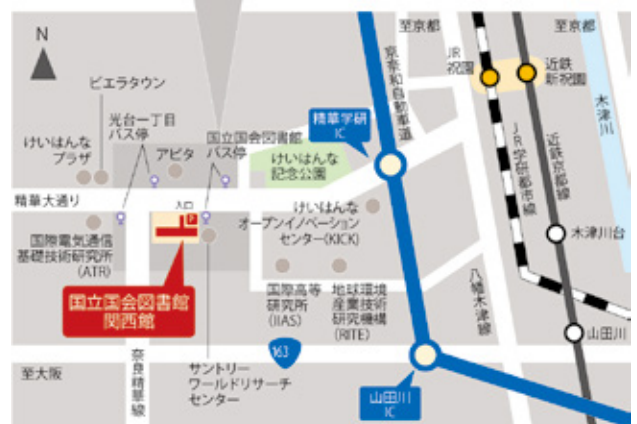 N
至京都
至京都
JR
祝園
近鉄
新祝園
木津川
京奈和自動車道
ビエラタウン
光台一丁目
バス停
国立国会図書館
バス停
けいはんな
プラザ
アピタ
精華学研
IC
けいはんな
記念公園
JR学研都市線
近鉄京都線
精華大通り
入口
P
けいはんな
オープンイノベーション
センター(KICK)
木津川台
国際電気通信
基礎技術研究所
(ATR)
国立国会図書館
関西館
国際高等
研究所
(IIAS)
地球環境
産業技術
研究機構
(RITE)
八幡木津線
山田川
163
至大阪
奈良精華線
サントリー
ワールドリサーチ
センター
山田川
IC